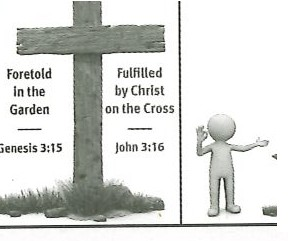 Foretold
in the
Garden
Genesis 3:15
Fulfilled
by Christ
on the Cross
John 3:16